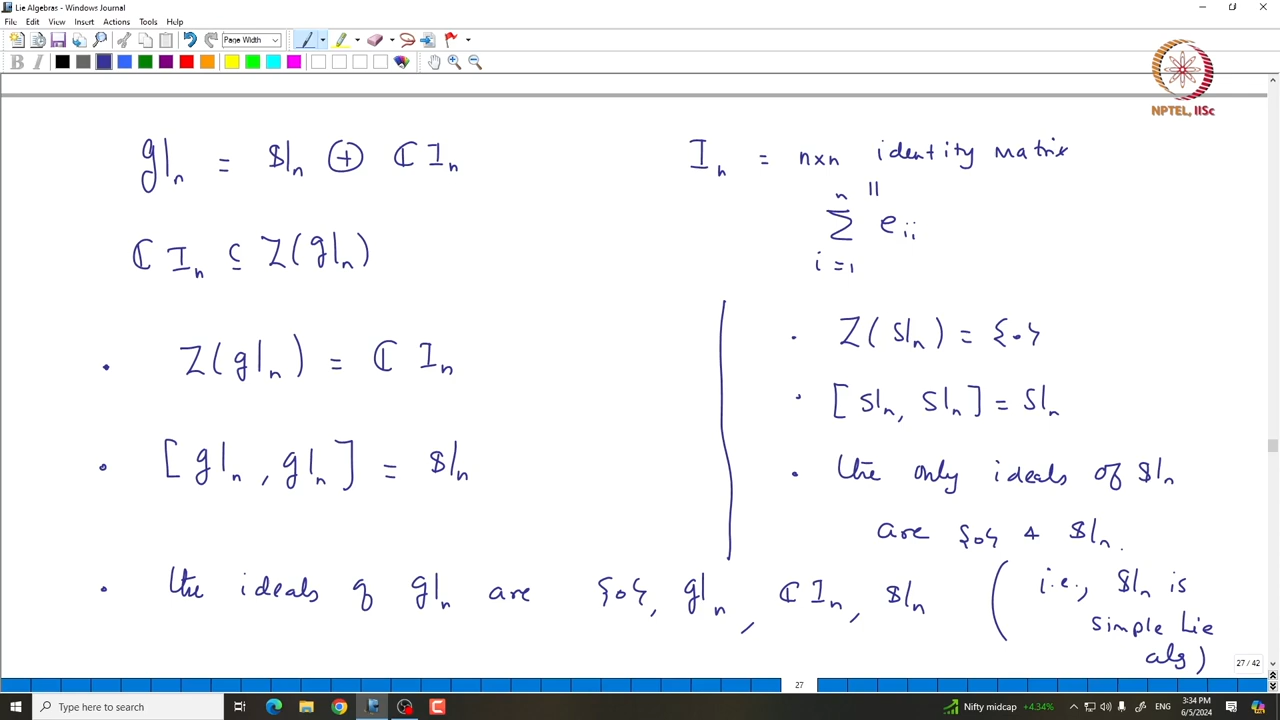 Lie Algebras - Windows Journal
File Edit View Insert Actions Tools Help
Page Width
B I
NPTEL, IISc
gl_n = sl_n ⊕ ℂ I_n
I_n = n×n identity matrix
||
n
∑ e_ii
i=1
ℂ I_n ⊆ Z(gl_n)
· Z(gl_n) = ℂ I_n
· [gl_n, gl_n] = sl_n
· Z(sl_n) = {0}
· [sl_n, sl_n] = sl_n
· the only ideals of sl_n
are {0} & sl_n.
· the ideals of gl_n are {0}, gl_n, ℂ I_n, sl_n
( i.e., sl_n is
simple Lie
alg )
27 / 42
27
Type here to search
Nifty midcap +4.34%
ENG
3:34 PM
6/5/2024